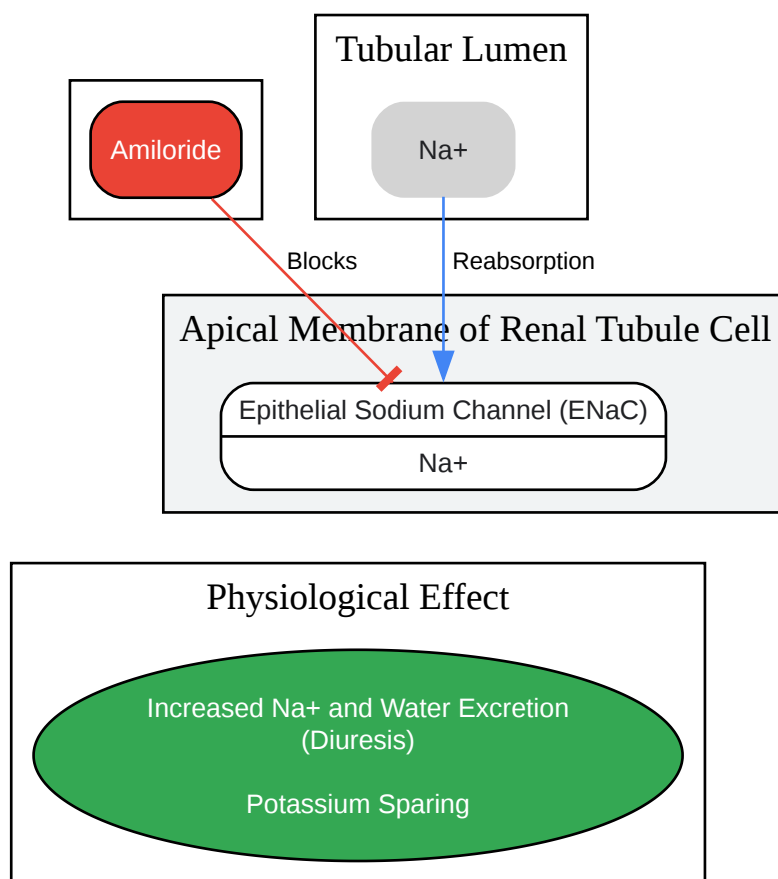 Tubular Lumen
Amiloride
Na+
Blocks
Reabsorption
Apical Membrane of Renal Tubule Cell
Epithelial Sodium Channel (ENaC)
Na+
Physiological Effect
Increased Na+ and Water Excretion
(Diuresis)
Potassium Sparing